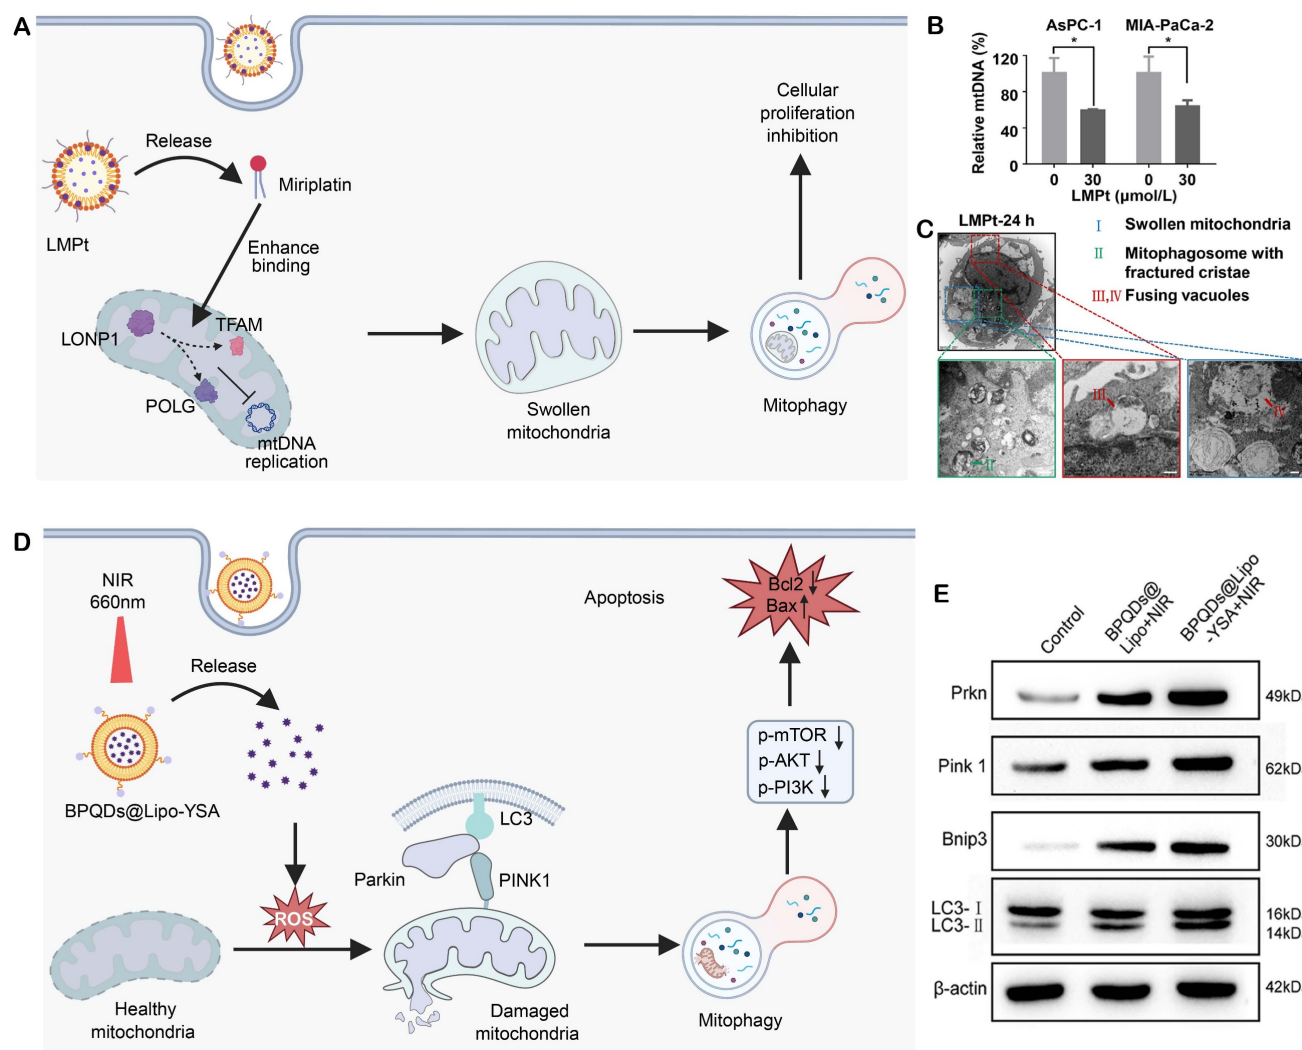 A
Release
Miriplatin
LMPt
Enhance
binding
LONP1
TFAM
POLG
mtDNA
replication
Swollen
mitochondria
Cellular
proliferation
inhibition
Mitophagy
B
AsPC-1 MIA-PaCa-2
* *
Relative mtDNA (%)
120
80
40
0
0 30 0 30
LMPt (μmol/L)
C
LMPt-24 h
I Swollen mitochondria
II Mitophagosome with
fractured cristae
III,IV Fusing vacuoles
II
III
IV
D
NIR
660nm
Release
BPQDs@Lipo-YSA
ROS
Healthy
mitochondria
LC3
Parkin
PINK1
Damaged
mitochondria
Mitophagy
p-mTOR ↓
p-AKT ↓
p-PI3K ↓
Apoptosis
Bcl2 ↓
Bax ↑
E
Control
BPQDs@
Lipo+NIR
BPQDs@Lipo
-YSA+NIR
Prkn 49kD
Pink 1 62kD
Bnip3 30kD
LC3- I 16kD
LC3- II 14kD
β-actin 42kD